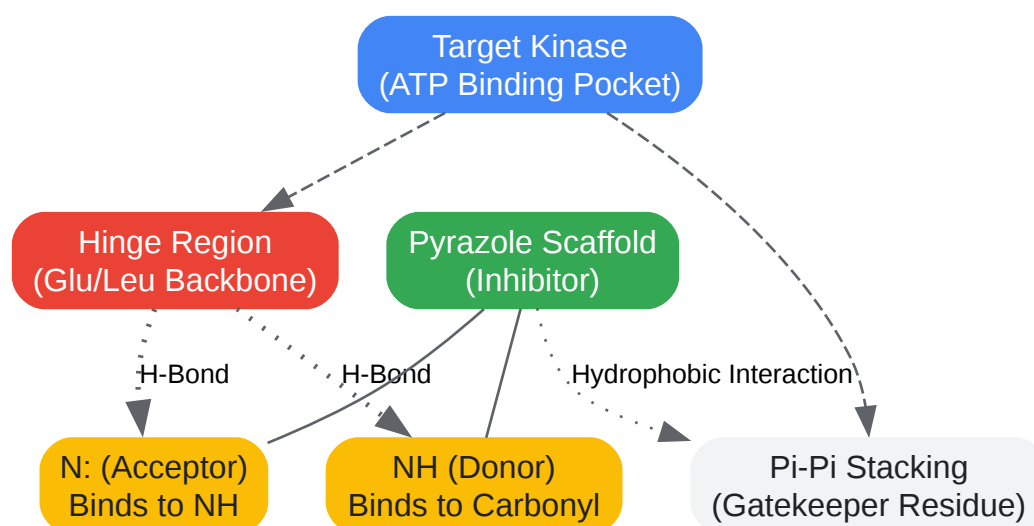 Target Kinase
(ATP Binding Pocket)
Hinge Region
(Glu/Leu Backbone)
Pyrazole Scaffold
(Inhibitor)
H-Bond
H-Bond
Hydrophobic Interaction
N: (Acceptor)
Binds to NH
NH (Donor)
Binds to Carbonyl
Pi-Pi Stacking
(Gatekeeper Residue)